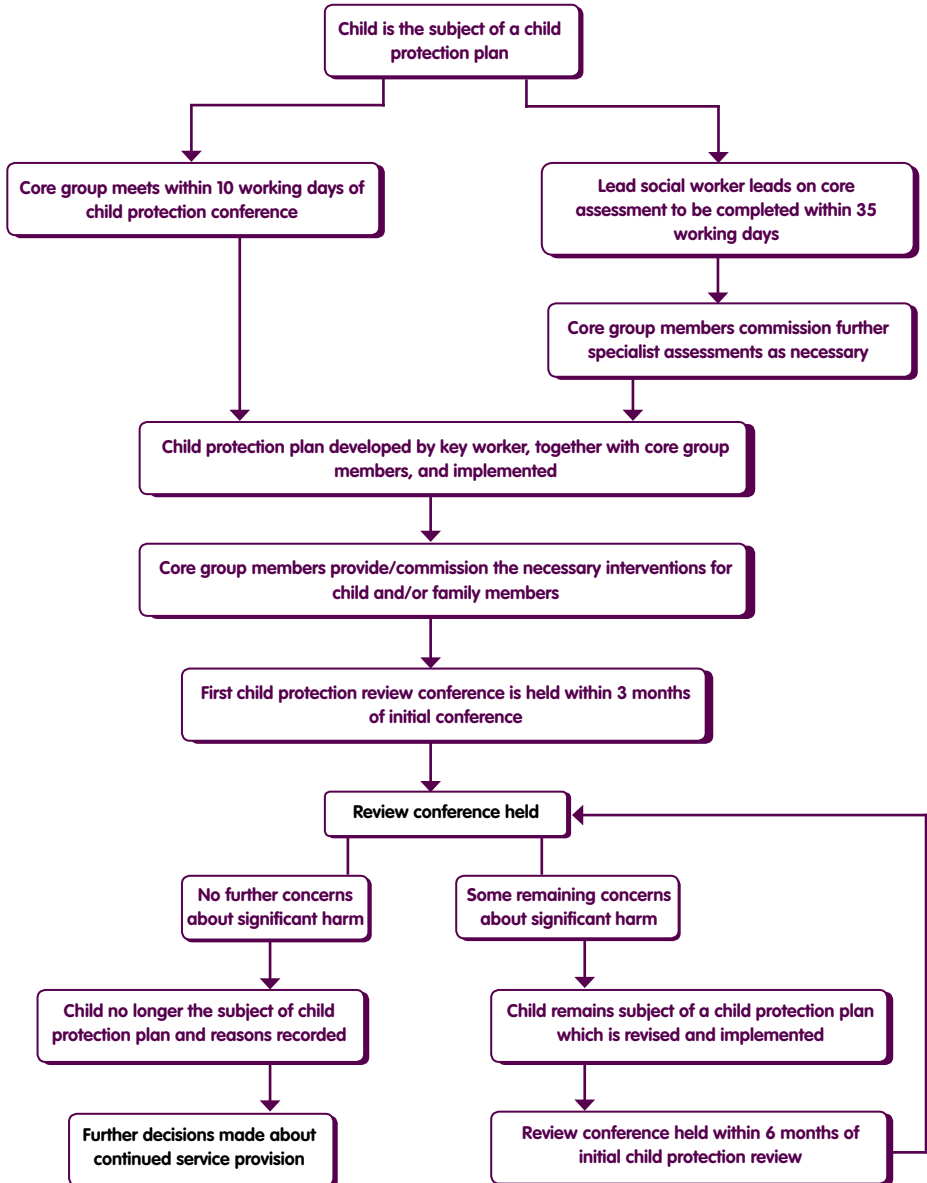 Child is the subject of a child
protection plan
Core group meets within 10 working days of
child protection conference
Lead social worker leads on core
assessment to be completed within 35
working days
Core group members commission further
specialist assessments as necessary
Child protection plan developed by key worker, together with core group
members, and implemented
Core group members provide/commission the necessary interventions for
child and/or family members
First child protection review conference is held within 3 months
of initial conference
Review conference held
No further concerns
about significant harm
Some remaining concerns
about significant harm
Child no longer the subject of child
protection plan and reasons recorded
Child remains subject of a child protection plan
which is revised and implemented
Further decisions made about
continued service provision
Review conference held within 6 months of
initial child protection review